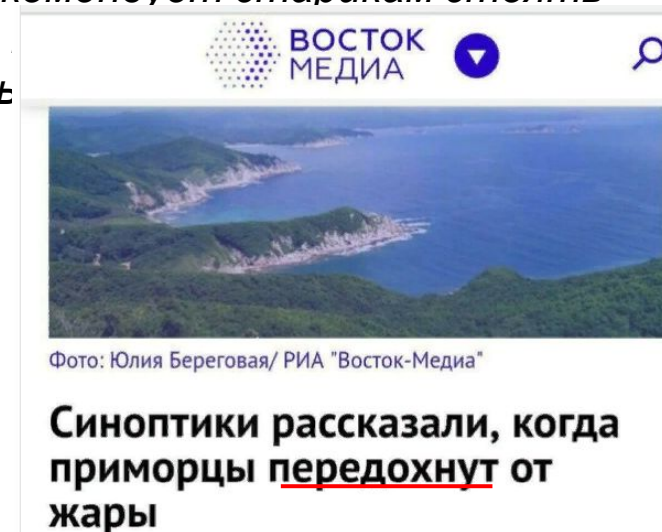 ВОСТОК
МЕДИА
Фото: Юлия Береговая/ РИА "Восток-Медиа"
Синоптики рассказали, когда
приморцы передохнут от
жары